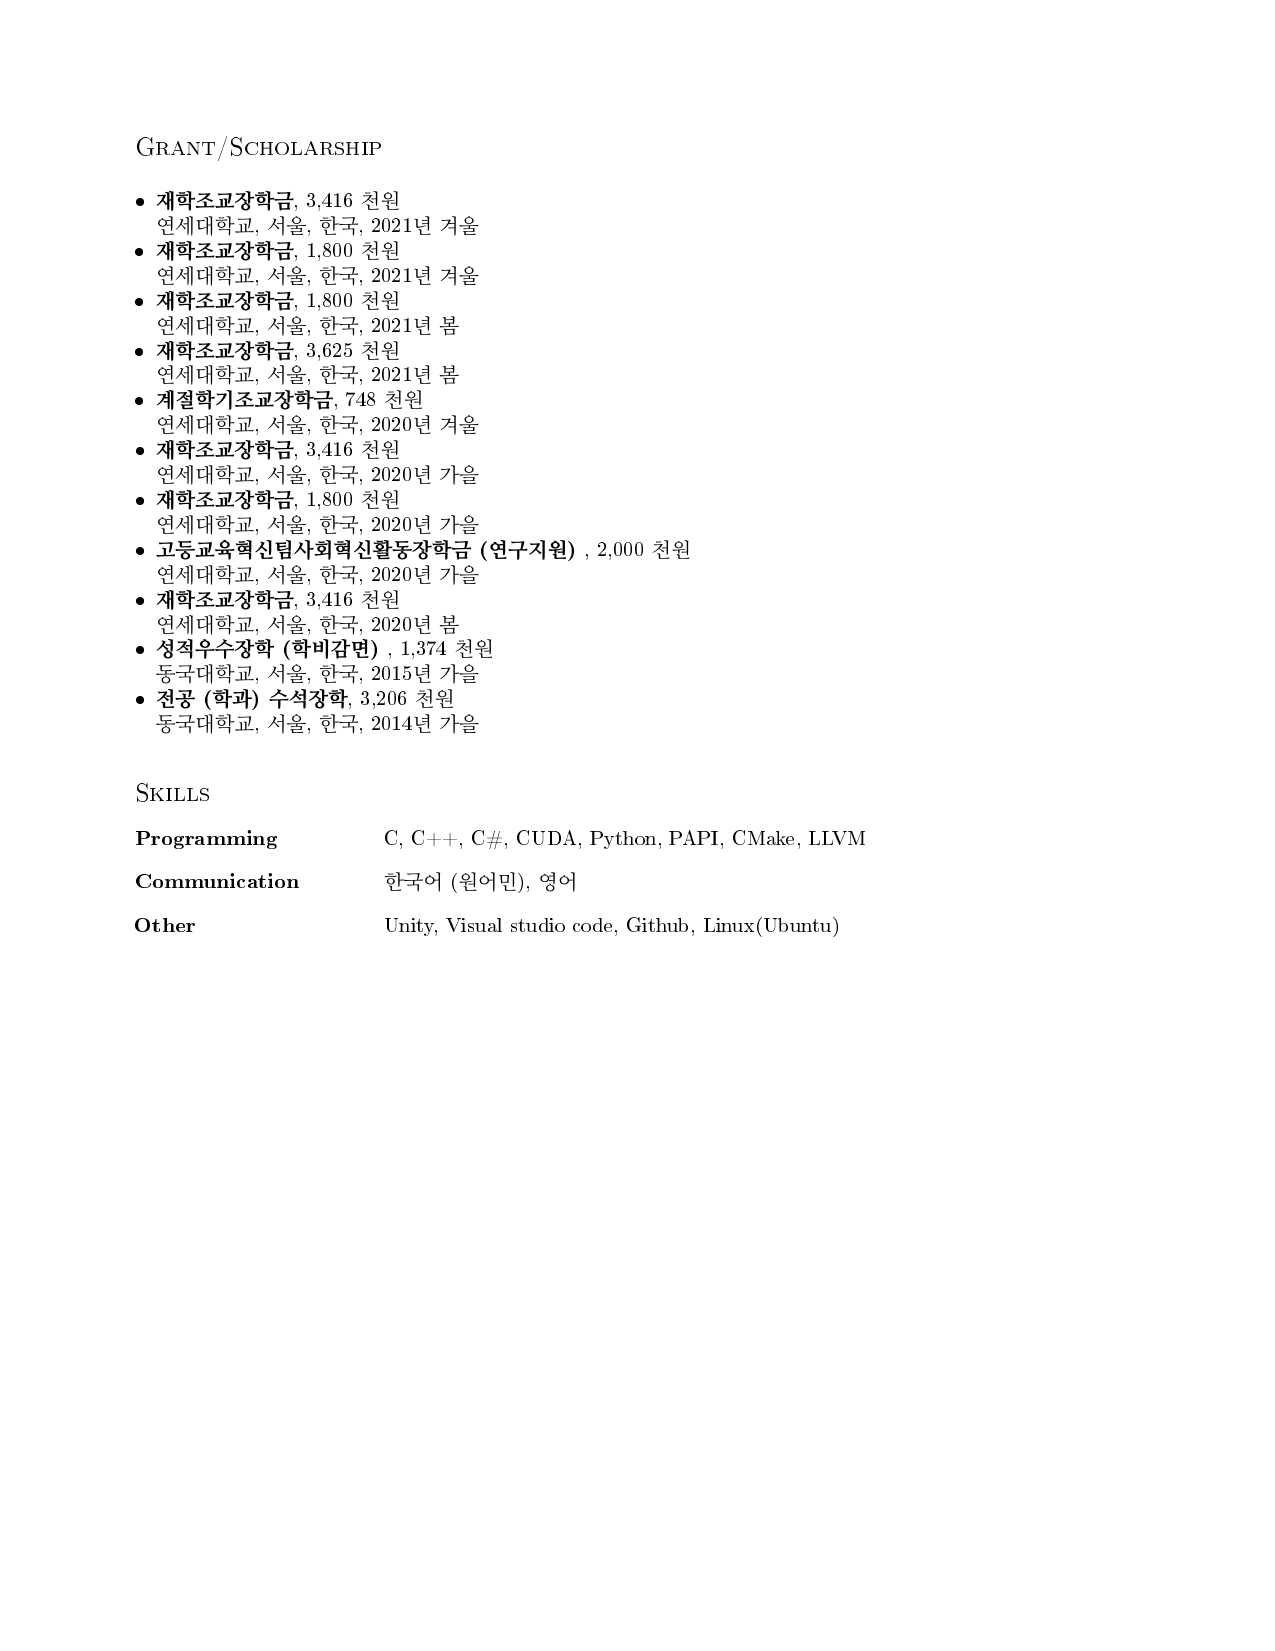 Grant/Scholarship
• 재학조교장학금, 3,416 천원
연세대학교, 서울, 한국, 2021년 겨울
• 재학조교장학금, 1,800 천원
연세대학교, 서울, 한국, 2021년 겨울
• 재학조교장학금, 1,800 천원
연세대학교, 서울, 한국, 2021년 봄
• 재학조교장학금, 3,625 천원
연세대학교, 서울, 한국, 2021년 봄
• 계절학기조교장학금, 748 천원
연세대학교, 서울, 한국, 2020년 겨울
• 재학조교장학금, 3,416 천원
연세대학교, 서울, 한국, 2020년 가을
• 재학조교장학금, 1,800 천원
연세대학교, 서울, 한국, 2020년 가을
• 고등교육혁신팀사회혁신활동장학금 (연구지원) , 2,000 천원
연세대학교, 서울, 한국, 2020년 가을
• 재학조교장학금, 3,416 천원
연세대학교, 서울, 한국, 2020년 봄
• 성적우수장학 (학비감면) , 1,374 천원
동국대학교, 서울, 한국, 2015년 가을
• 전공 (학과) 수석장학, 3,206 천원
동국대학교, 서울, 한국, 2014년 가을
Skills
Programming C, C++, C#, CUDA, Python, PAPI, CMake, LLVM
Communication 한국어 (원어민), 영어
Other Unity, Visual studio code, Github, Linux(Ubuntu)